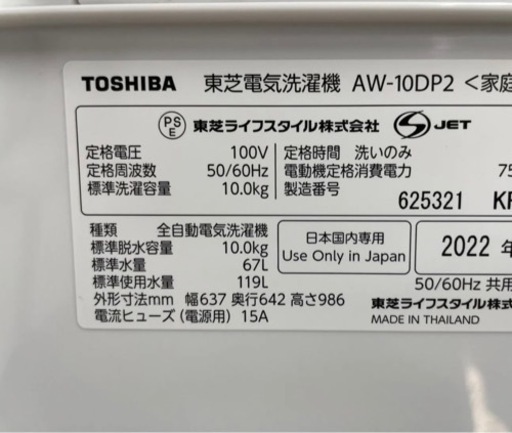 TOSHIBA 東芝電気洗濯機 AW-10DP2 <家庭
PS E 東芝ライフスタイル株式会社 S JET
定格電圧 100V 定格時間 洗いのみ
定格周波数 50/60Hz 電動機定格消費電力 75
標準洗濯容量 10.0kg 製造番号
625321 KF
種類 全自動電気洗濯機
標準脱水容量 10.0kg
標準水量 67L
標準使用水量 119L
外形寸法mm 幅637 奥行642 高さ986
電流ヒューズ (電源用) 15A
日本国内専用
Use Only in Japan
2022 年
50/60Hz 共用
東芝ライフスタイル株式
MADE IN THAILAND